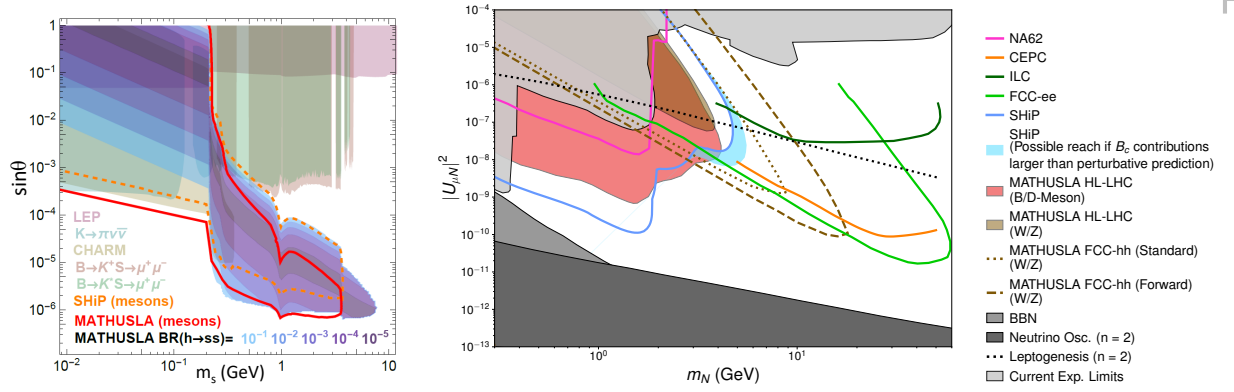 1
10⁻¹
10⁻²
10⁻³
10⁻⁴
10⁻⁵
10⁻⁶
sinθ
LEP
K→πνν̅
CHARM
B→K⁺S→μ⁺μ⁻
B→K*S→μ⁺μ⁻
SHiP (mesons)
MATHUSLA (mesons)
MATHUSLA BR(h→ss)= 10⁻¹ 10⁻² 10⁻³ 10⁻⁴ 10⁻⁵
10⁻² 10⁻¹ 1 10
mₛ (GeV)
10⁻⁴
10⁻⁵
10⁻⁶
10⁻⁷
10⁻⁸
10⁻⁹
10⁻¹⁰
10⁻¹¹
10⁻¹²
10⁻¹³
|U_μN|²
10⁰ 10¹
m_N (GeV)
NA62
CEPC
ILC
FCC-ee
SHiP
SHiP
(Possible reach if B_c contributions
larger than perturbative prediction)
MATHUSLA HL-LHC
(B/D-Meson)
MATHUSLA HL-LHC
(W/Z)
MATHUSLA FCC-hh (Standard)
(W/Z)
MATHUSLA FCC-hh (Forward)
(W/Z)
BBN
Neutrino Osc. (n = 2)
Leptogenesis (n = 2)
Current Exp. Limits